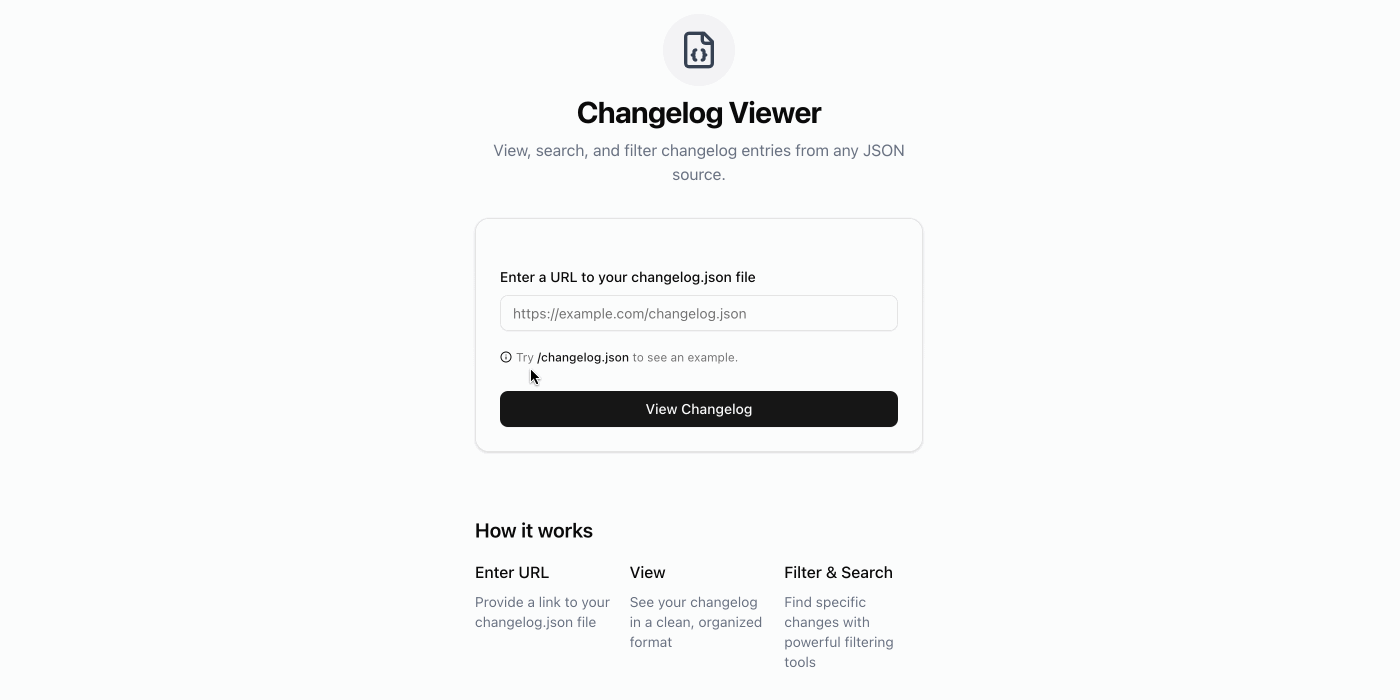 Changelog Viewer
View, search, and filter changelog entries from any JSON
source.
Enter a URL to your changelog.json file
https://example.com/changelog.json
Try /changelog.json to see an example.
View Changelog
How it works
Enter URL
Provide a link to your
changelog.json file
View
See your changelog
in a clean, organized
format
Filter & Search
Find specific
changes with
powerful filtering
tools